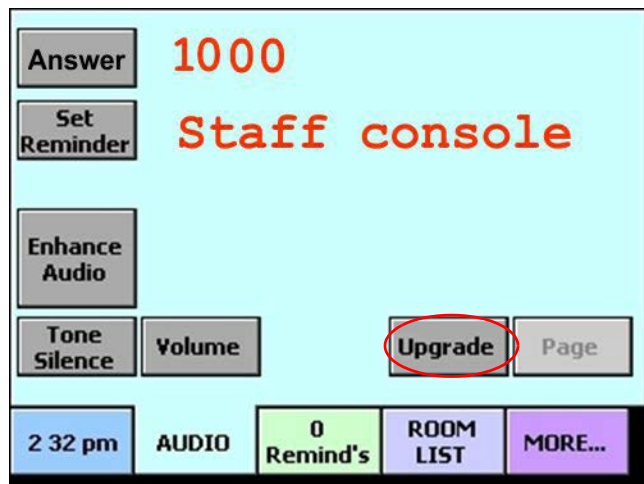 Answer
1000
Set
Reminder
Staff console
Enhance
Audio
Tone
Silence
Volume
Upgrade
Page
2 32 pm
AUDIO
0
Remind's
ROOM
LIST
MORE...